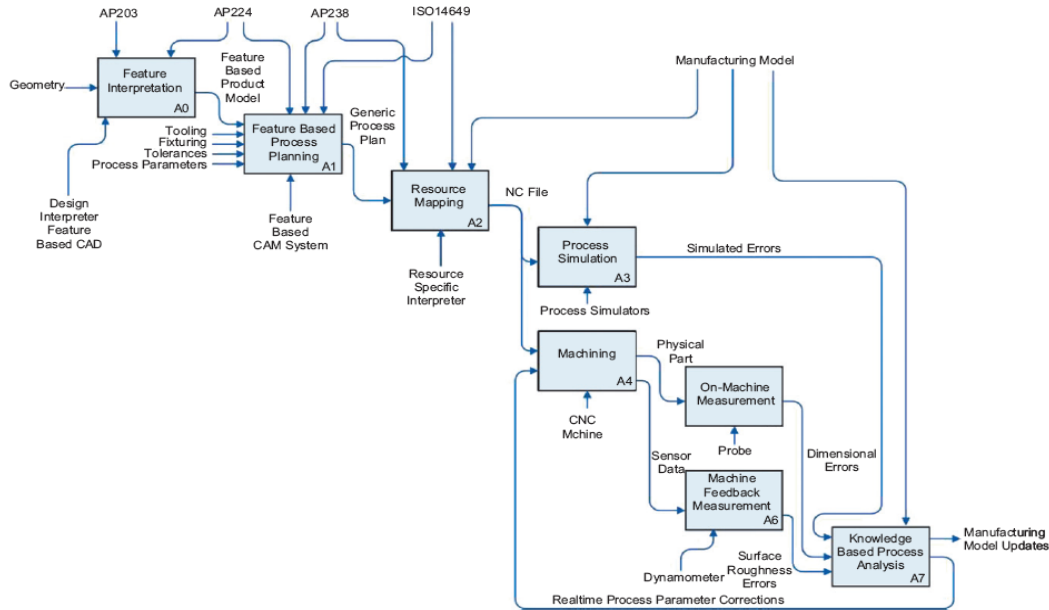 AP203
AP224
AP238
ISO14649
Geometry
Feature
Interpretation
A0
Feature
Based
Product
Model
Manufacturing Model
Tooling
Fixturing
Tolerances
Process Parameters
Feature Based
Process
Planning
A1
Generic
Process
Plan
Design
Interpreter
Feature
Based CAD
Feature
Based
CAM System
Resource
Mapping
A2
NC File
Resource
Specific
Interpreter
Process
Simulation
A3
Simulated Errors
Process Simulators
Machining
A4
Physical
Part
CNC
Mchine
On-Machine
Measurement
Probe
Sensor
Data
Dimensional
Errors
Machine
Feedback
Measurement
A6
Dynamometer
Surface
Roughness
Errors
Knowledge
Based Process
Analysis
A7
Manufacturing
Model Updates
Realtime Process Parameter Corrections